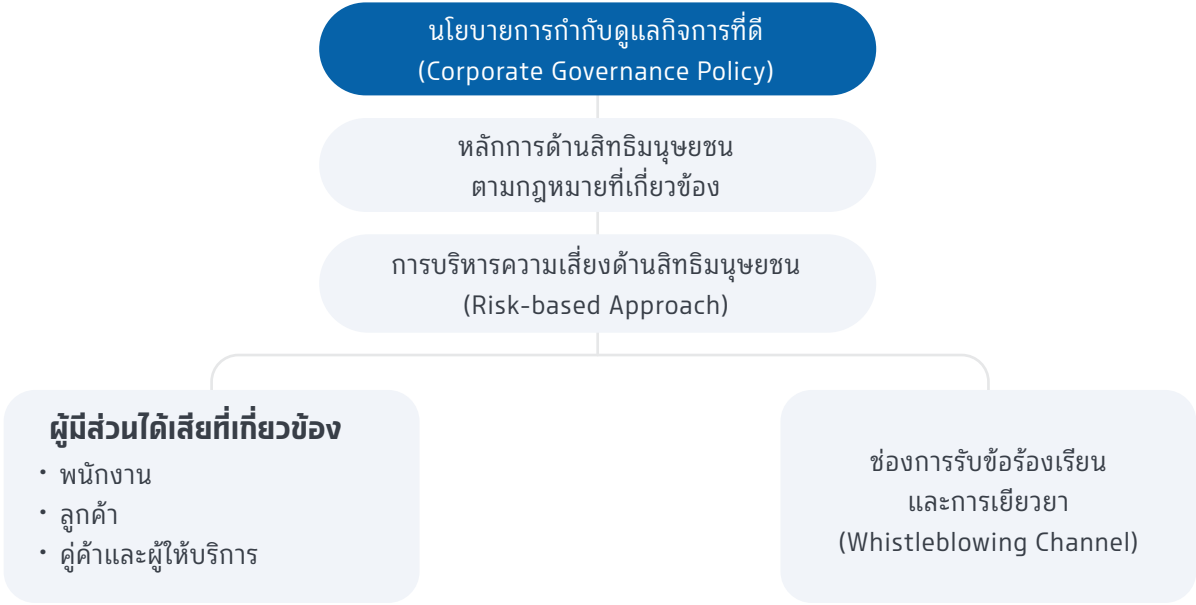 นโยบายการกำกับดูแลกิจการที่ดี
(Corporate Governance Policy)
หลักการด้านสิทธิมนุษยชน
ตามกฎหมายที่เกี่ยวข้อง
การบริหารความเสี่ยงด้านสิทธิมนุษยชน
(Risk-based Approach)
ผู้มีส่วนได้เสียที่เกี่ยวข้อง
• พนักงาน
• ลูกค้า
• คู่ค้าและผู้ให้บริการ
ช่องการรับข้อร้องเรียน
และการเยียวยา
(Whistleblowing Channel)